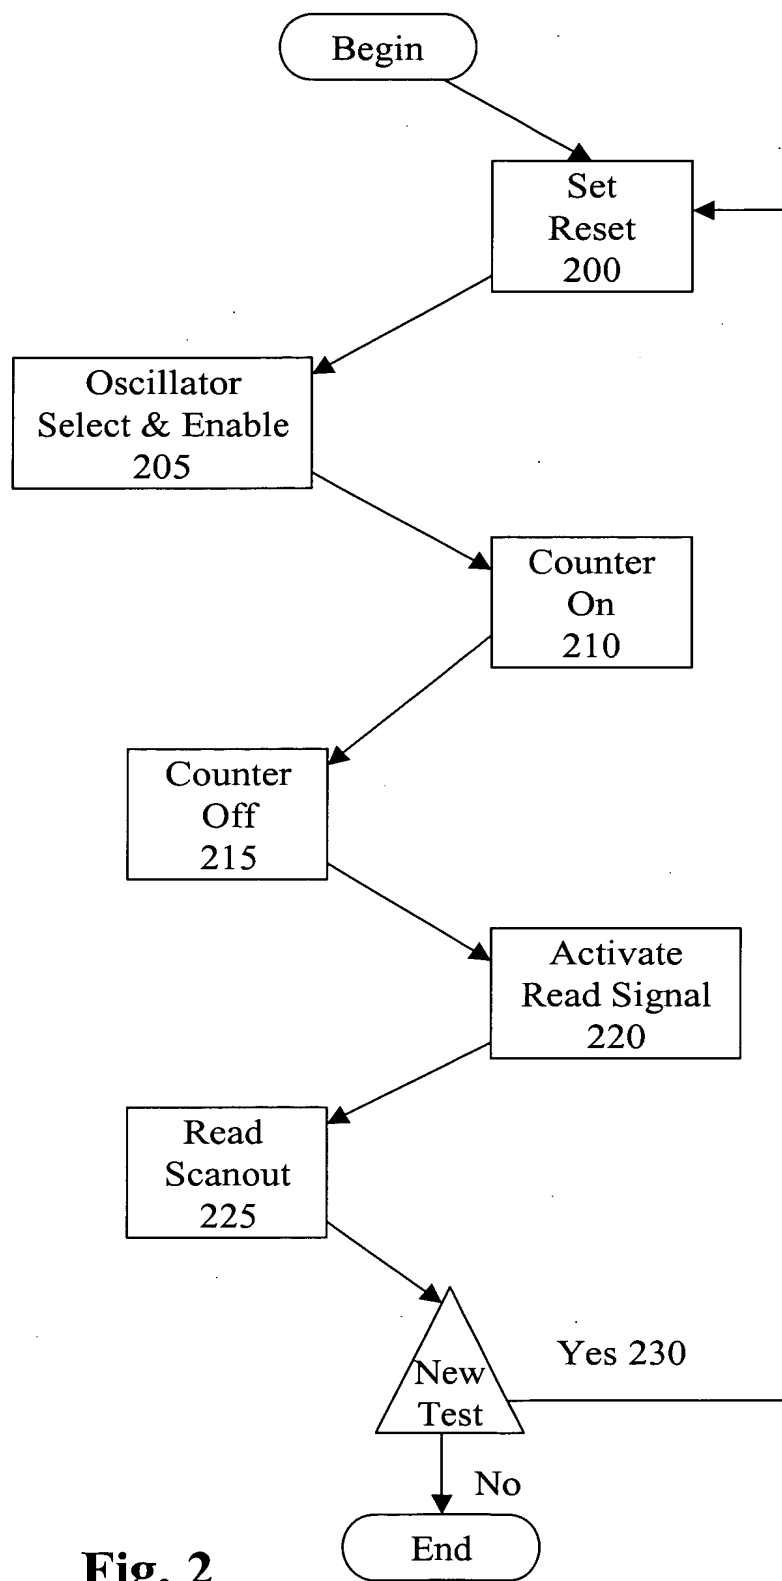 Begin
Set
Reset
200
Oscillator
Select & Enable
205
Counter
On
210
Counter
Off
215
Activate
Read Signal
220
Read
Scanout
225
New
Test
Yes 230
No
End
Fig. 2